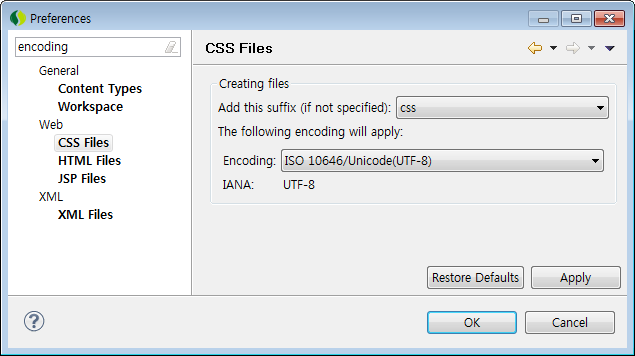 Preferences
encoding
General
Content Types
Workspace
Web
CSS Files
HTML Files
JSP Files
XML
XML Files
CSS Files
Creating files
Add this suffix (if not specified): css
The following encoding will apply:
Encoding: ISO 10646/Unicode(UTF-8)
IANA: UTF-8
Restore Defaults Apply
? OK Cancel